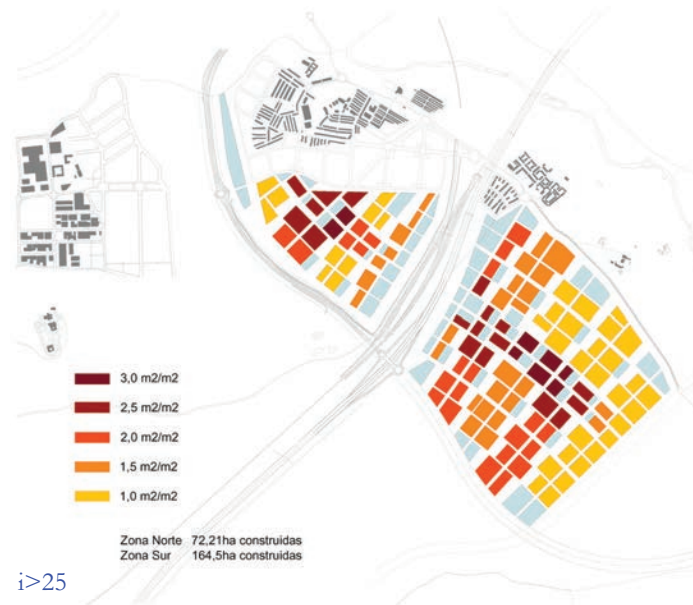 3,0 m2/m2
2,5 m2/m2
2,0 m2/m2
1,5 m2/m2
1,0 m2/m2
Zona Norte 72,21ha construidas
Zona Sur 164,5ha construidas
i>25